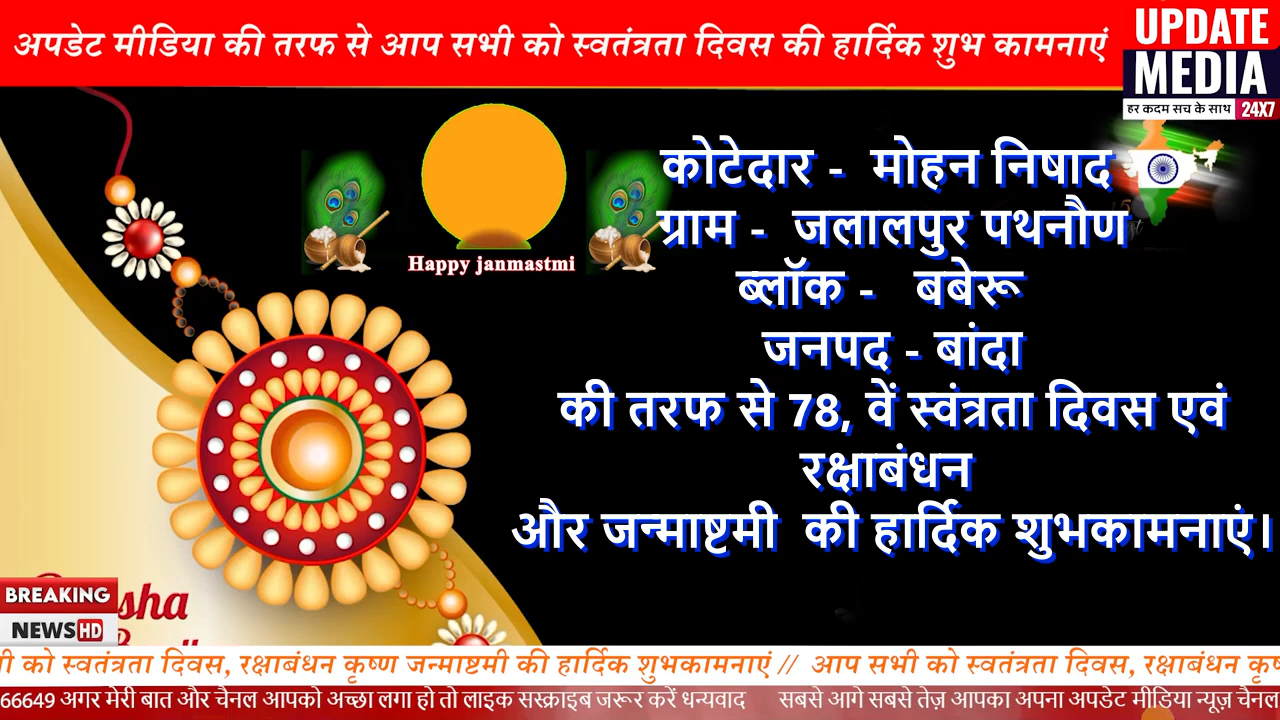 अपडेट मीडिया की तरफ से आप सभी को स्वतंत्रता दिवस की हार्दिक शुभ कामनाएं
UPDATE
MEDIA
हर कदम सच के साथ 24X7
Happy janmastmi
कोटेदार - मोहन निषाद
ग्राम - जलालपुर पथनौण
ब्लॉक - बबेरू
जनपद - बांदा
की तरफ से 78, वें स्वंत्रता दिवस एवं
रक्षाबंधन
और जन्माष्टमी की हार्दिक शुभकामनाएं।
BREAKING
NEWS HD
को स्वतंत्रता दिवस, रक्षाबंधन कृष्ण जन्माष्टमी की हार्दिक शुभकामनाएं // आप सभी को स्वतंत्रता दिवस, रक्षाबंधन
66649 अगर मेरी बात और चैनल आपको अच्छा लगा हो तो लाइक सस्क्राइब जरूर करें धन्यवाद सबसे आगे सबसे तेज़ आपका अपना अपडेट मीडिया न्यूज़ चैनल